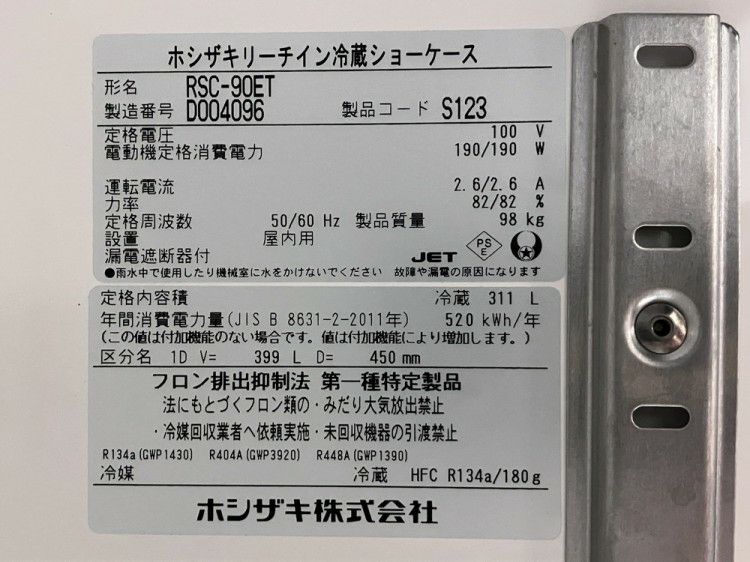 ホシザキリーチイン冷蔵ショーケース
形名 RSC-90ET
製造番号 D004096 製品コード S123
定格電圧 100 V
電動機定格消費電力 190/190 W
運転電流 2.6/2.6 A
力率 82/82 %
定格周波数 50/60 Hz 製品質量 98 kg
設置 屋内用
漏電遮断器付 JET PS E
●雨水中で使用したり機械室に水をかけないでください 故障や漏電の原因になります
定格内容積 冷蔵 311 L
年間消費電力量(JIS B 8631-2-2011年) 520 kWh/年
(この値は付加機能のない場合です。値は付加機能により増加します。)
区分名 1D V= 399 L D= 450 mm
フロン排出抑制法 第一種特定製品
法にもとづくフロン類の・みだり大気放出禁止
・冷媒回収業者へ依頼実施・未回収機器の引渡禁止
R134a(GWP1430) R404A(GWP3920) R448A(GWP1390)
冷媒 冷蔵 HFC R134a/180g
ホシザキ株式会社